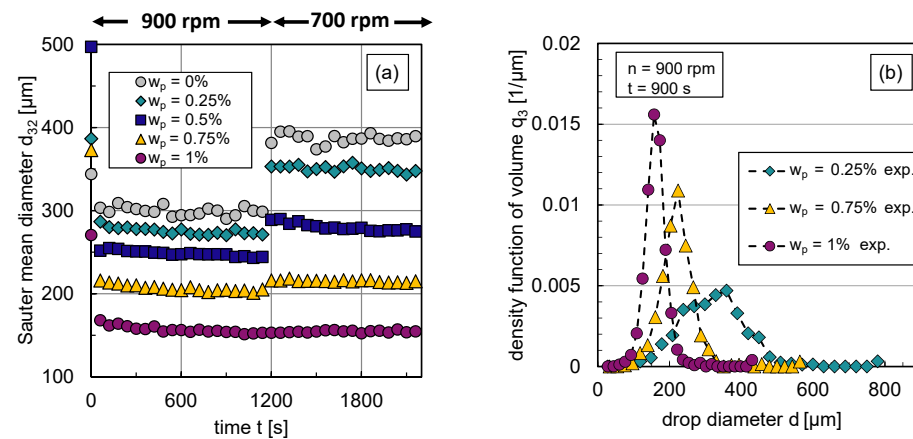 900 rpm 700 rpm
Sauter mean diameter d32 [µm]
500
400
300
200
100
(a)
wp = 0%
wp = 0.25%
wp = 0.5%
wp = 0.75%
wp = 1%
0 600 1200 1800
time t [s]
density function of volume q3 [1/µm]
0.02
0.015
0.01
0.005
0
n = 900 rpm
t = 900 s
(b)
wp = 0.25% exp.
wp = 0.75% exp.
wp = 1% exp.
0 200 400 600 800
drop diameter d [µm]